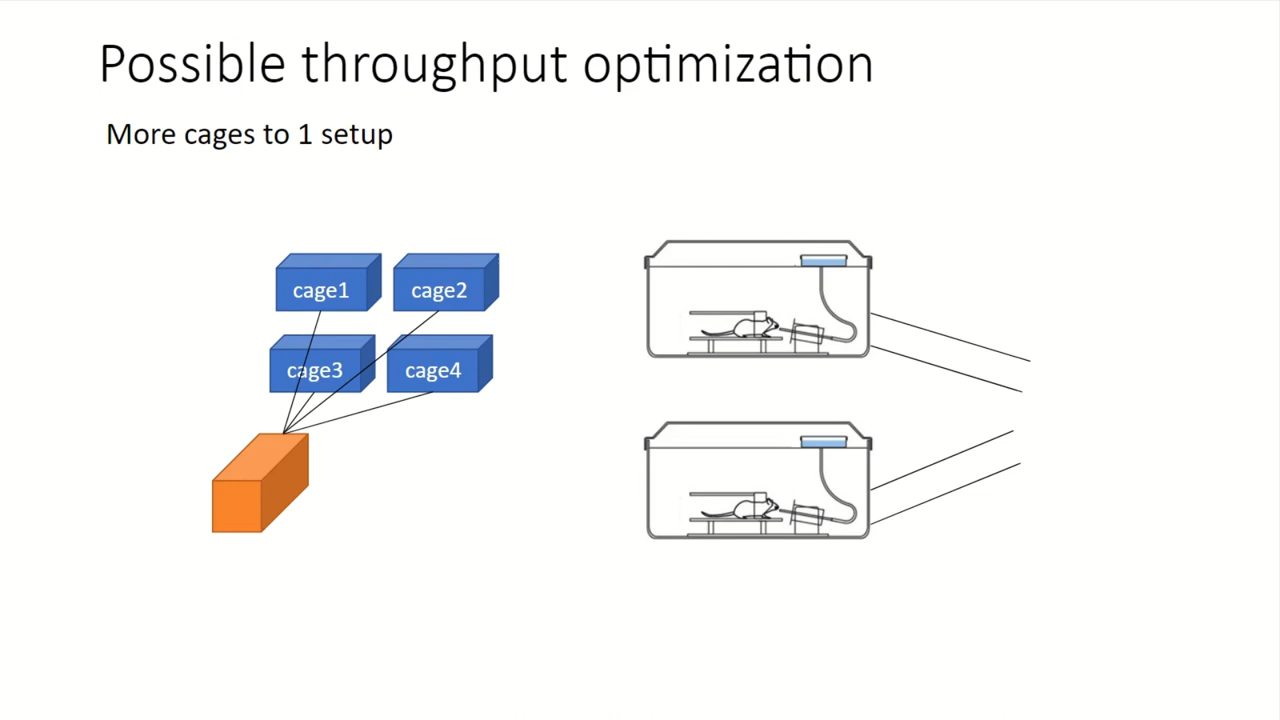 Possible throughput optimization
More cages to 1 setup
cage1
cage2
cage3
cage4